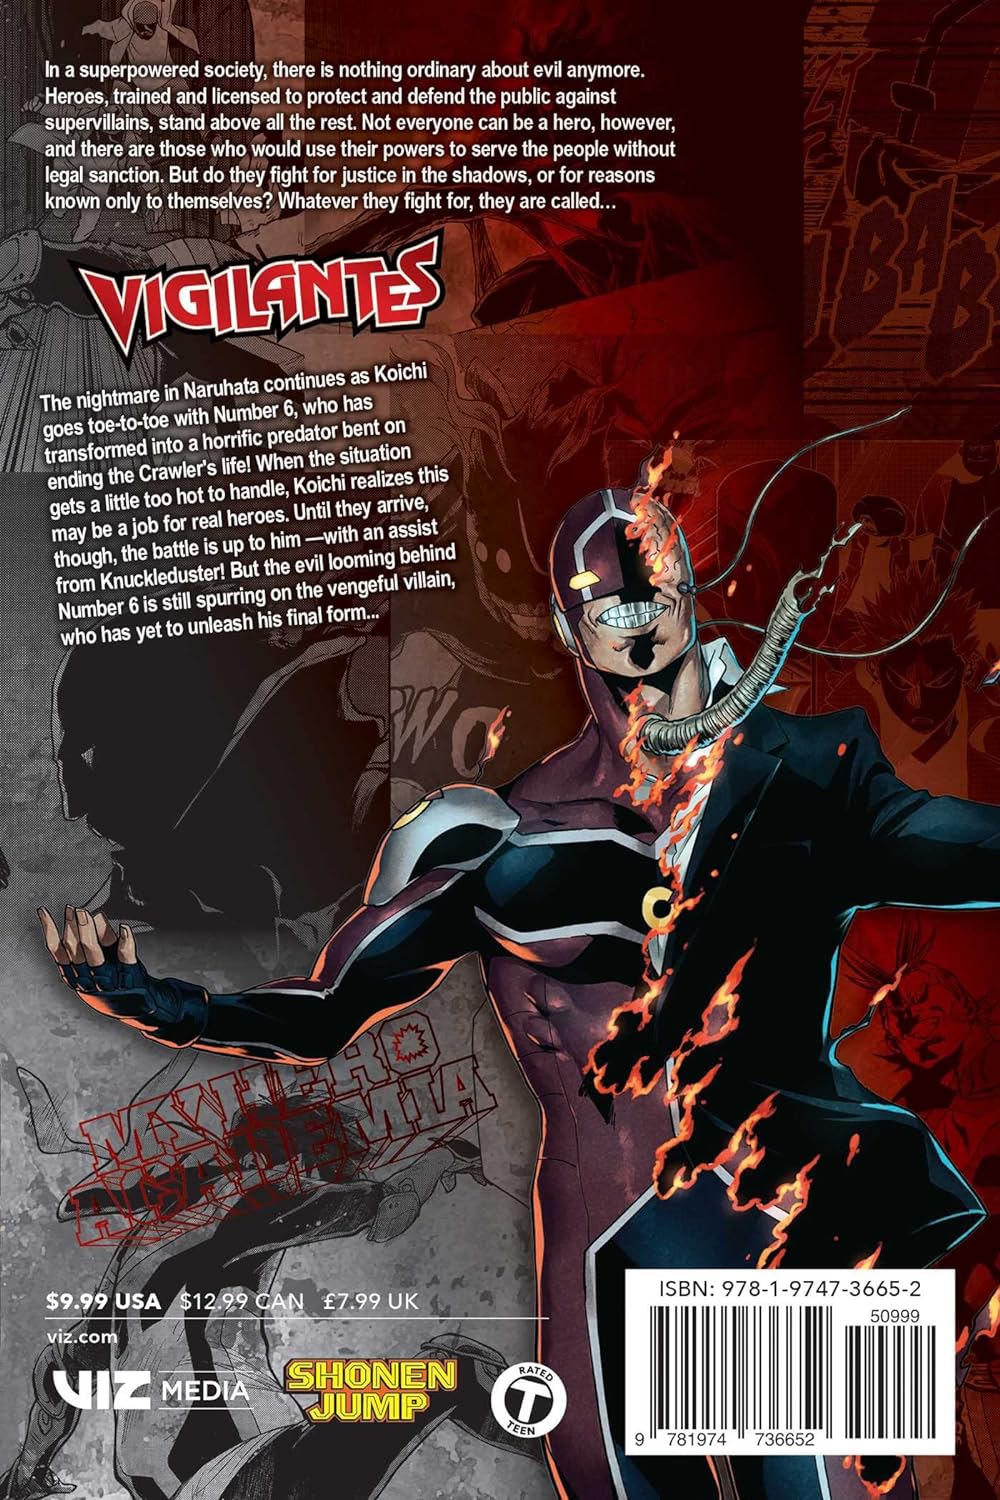 In a superpowered society, there is nothing ordinary about evil anymore.
Heroes, trained and licensed to protect and defend the public against
supervillains, stand above all the rest. Not everyone can be a hero, however,
and there are those who would use their powers to serve the people without
legal sanction. But do they fight for justice in the shadows, or for reasons
known only to themselves? Whatever they fight for, they are called...
VIGILANTES
The nightmare in Naruhata continues as Koichi
goes toe-to-toe with Number 6, who has
transformed into a horrific predator bent on
ending the Crawler's life! When the situation
gets a little too hot to handle, Koichi realizes this
may be a job for real heroes. Until they arrive,
though, the battle is up to him —with an assist
from Knuckleduster! But the evil looming behind
Number 6 is still spurring on the vengeful villain,
who has yet to unleash his final form...
BABAB
WO
MY HERO
ACADEMIA
$9.99 USA $12.99 CAN £7.99 UK
viz.com
VIZ MEDIA
SHONEN
JUMP
RATED
T
TEEN
ISBN: 978-1-9747-3665-2
50999
9 781974 736652